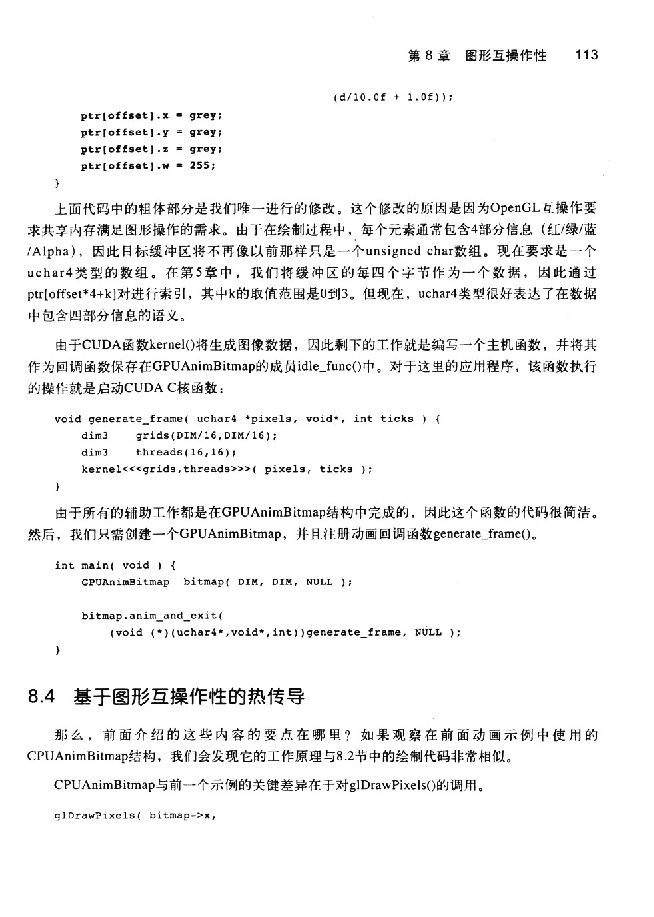 第 8 章 图形互操作性 113
(d/10.0f + 1.0f));
ptr[offset].x = grey;
ptr[offset].y = grey;
ptr[offset].z = grey;
ptr[offset].w = 255;
}
上面代码中的粗体部分是我们唯一进行的修改。这个修改的原因是因为OpenGL互操作要
求共享内存满足图形操作的需求。由于在绘制过程中，每个元素通常包含4部分信息（红/绿/蓝
/Alpha），因此目标缓冲区将不再像以前那样只是一个unsigned char数组。现在要求是一个
uchar4类型的数组。在第5章中，我们将缓冲区的每四个字节作为一个数据，因此通过
ptr[offset*4+k]对进行索引，其中k的取值范围是0到3。但现在，uchar4类型很好表达了在数据
中包含四部分信息的语义。
由于CUDA函数kernel()将生成图像数据，因此剩下的工作就是编写一个主机函数，并将其
作为回调函数保存在GPUAnimBitmap的成员idle_func()中。对于这里的应用程序，该函数执行
的操作就是启动CUDA C核函数：
void generate_frame( uchar4 *pixels, void*, int ticks ) {
dim3 grids(DIM/16,DIM/16);
dim3 threads(16,16);
kernel<<<grids,threads>>>( pixels, ticks );
}
由于所有的辅助工作都是在GPUAnimBitmap结构中完成的，因此这个函数的代码很简洁。
然后，我们只需创建一个GPUAnimBitmap，并且注册动画回调函数generate_frame()。
int main( void ) {
GPUAnimBitmap bitmap( DIM, DIM, NULL );
bitmap.anim_and_exit(
(void (*)(uchar4*,void*,int))generate_frame, NULL );
}
8.4 基于图形互操作性的热传导
那么，前面介绍的这些内容的要点在哪里？如果观察在前面动画示例中使用的
CPUAnimBitmap结构，我们会发现它的工作原理与8.2节中的绘制代码非常相似。
CPUAnimBitmap与前一个示例的关键差异在于对glDrawPixels()的调用。
glDrawPixels( bitmap->x,